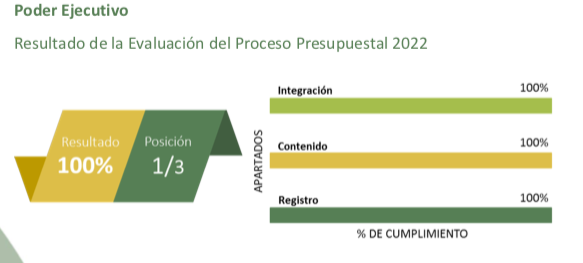 Poder Ejecutivo
Resultado de la Evaluación del Proceso Presupuestal 2022
Resultado
100%
Posición
1/3
APARTADOS
Integración 100%
Contenido 100%
Registro 100%
% DE CUMPLIMIENTO